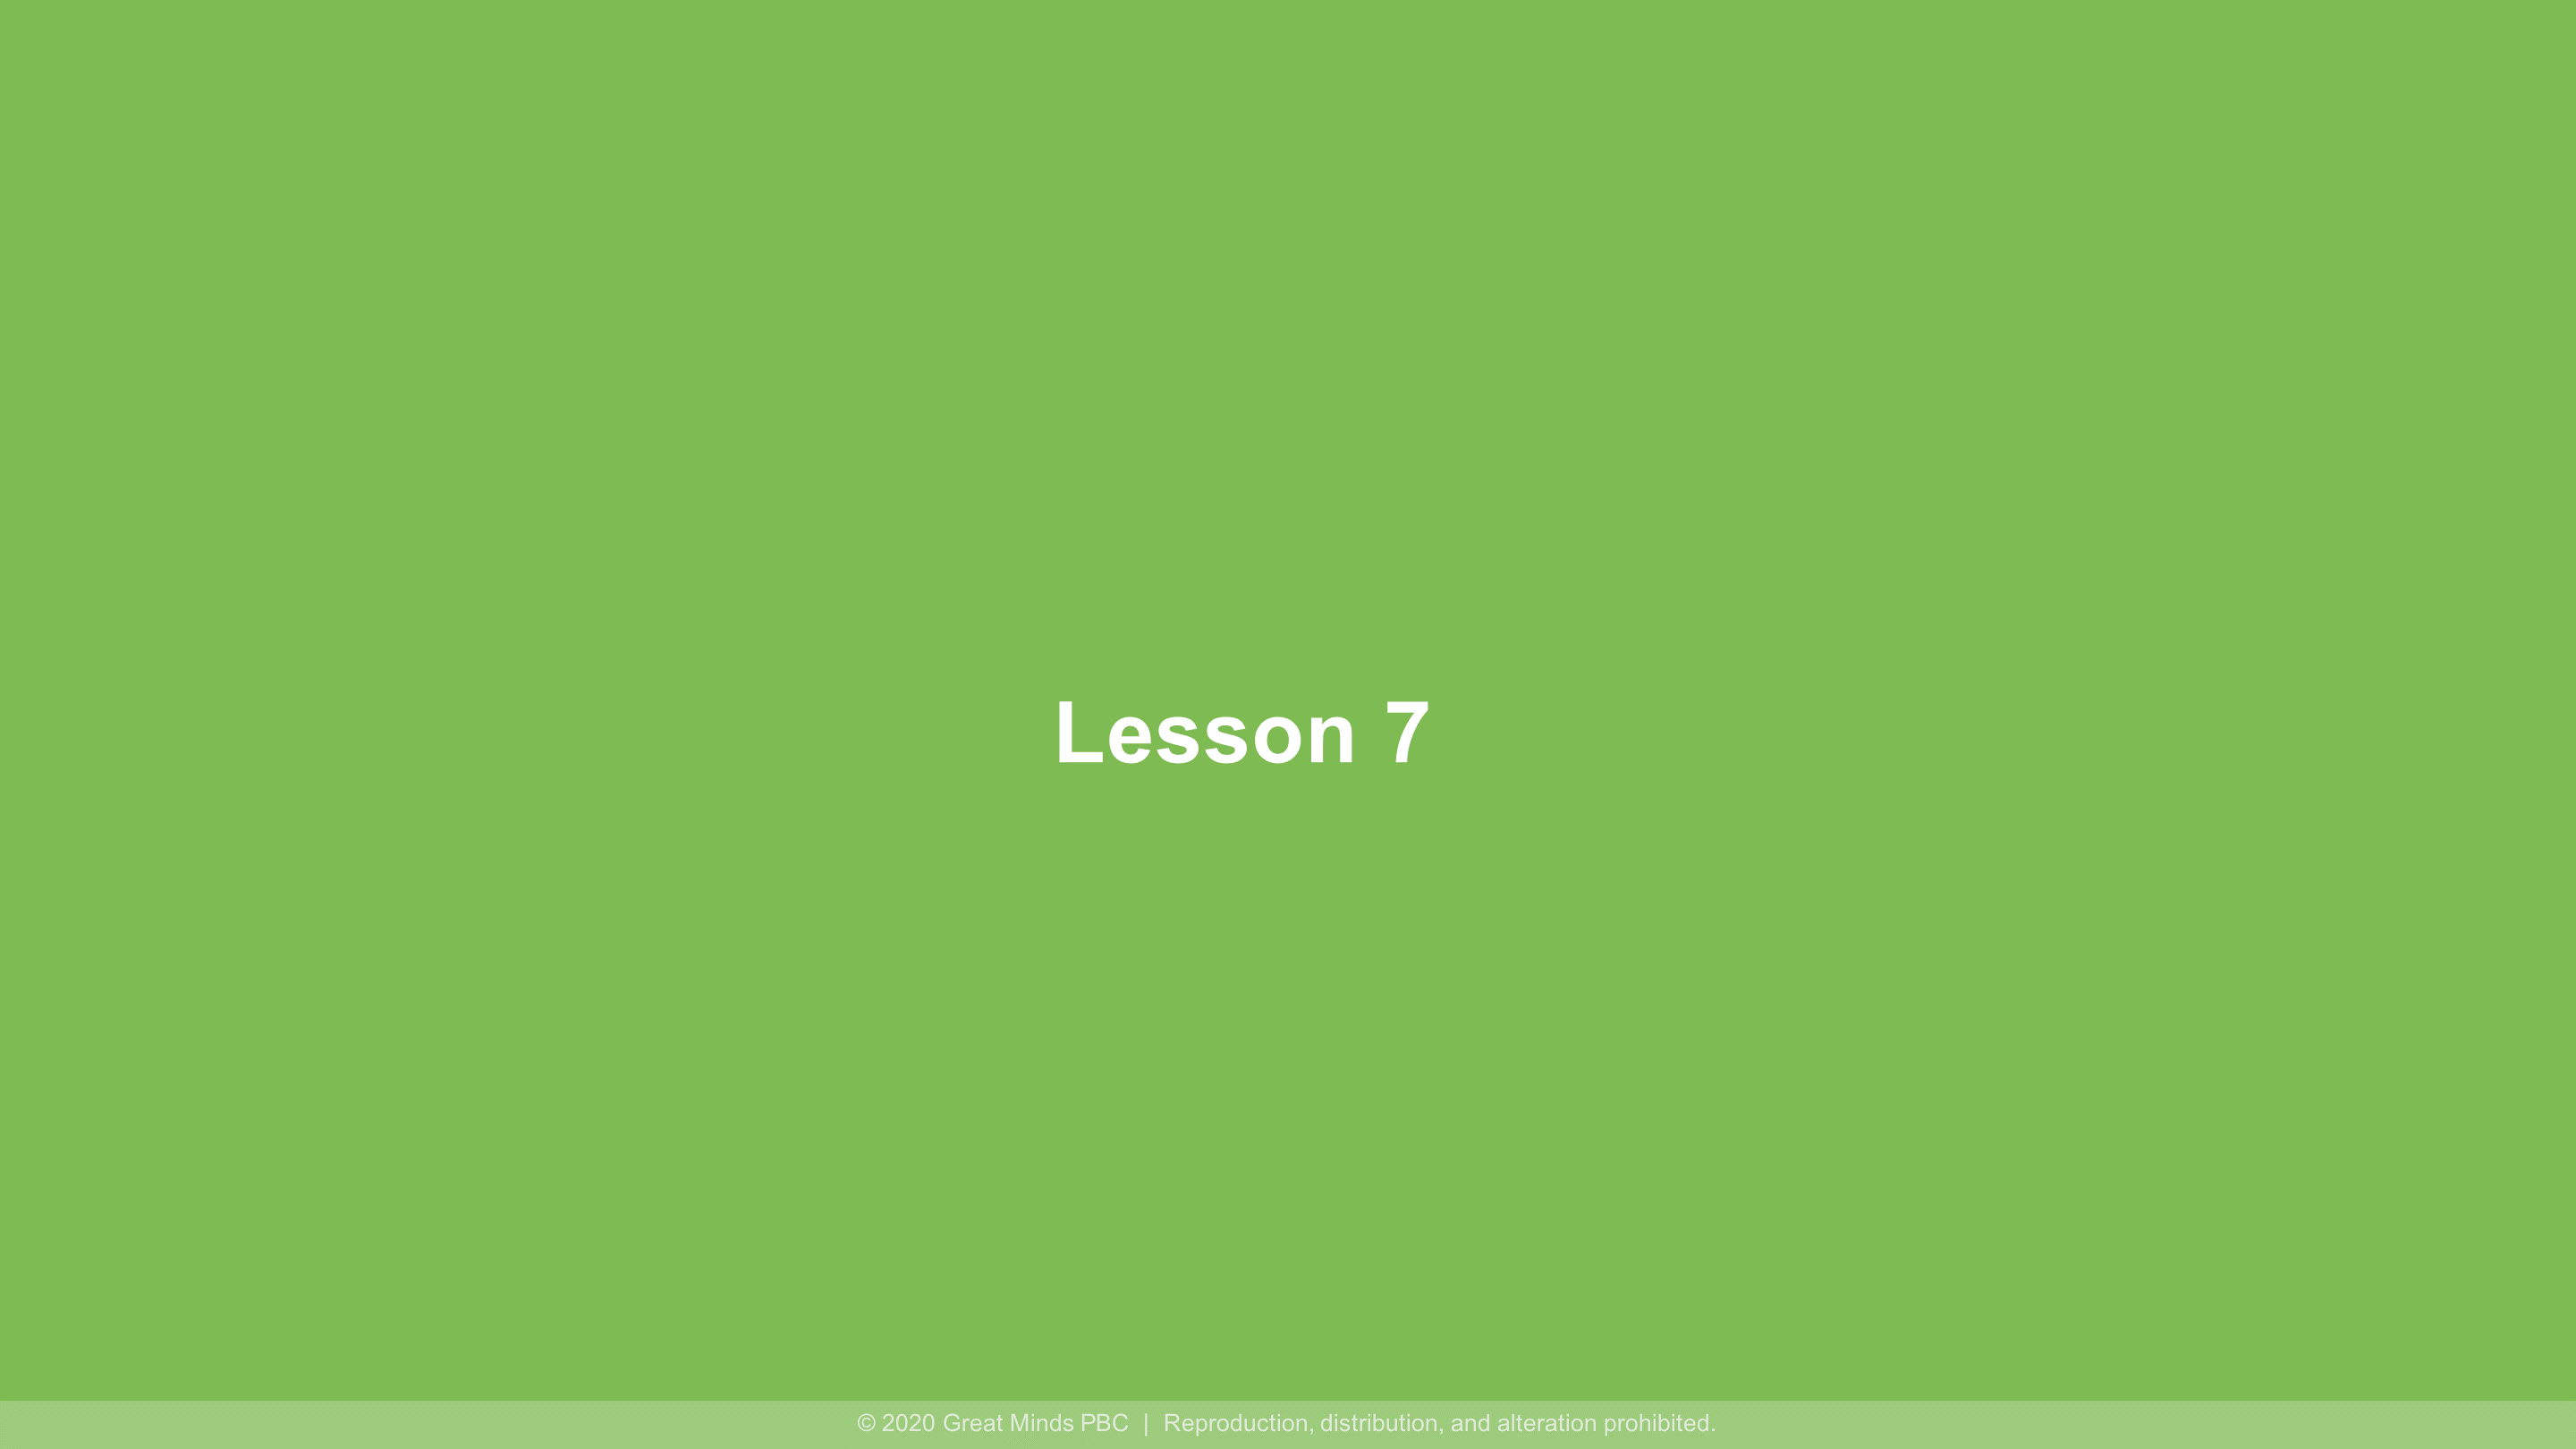 Lesson 7
© 2020 Great Minds PBC | Reproduction, distribution, and alteration prohibited.